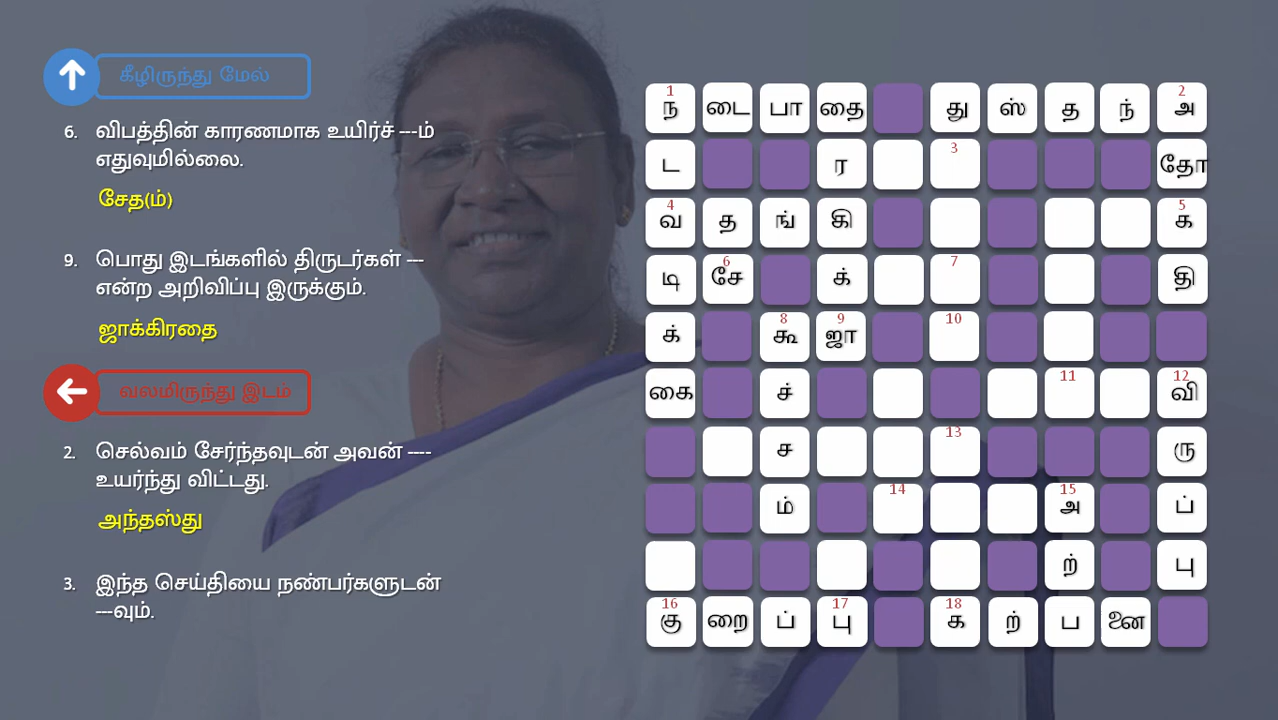 கீழிருந்து மேல்
6. விபத்தின் காரணமாக உயிர்ச் ---ம்
எதுவுமில்லை.
சேத(ம்)
9. பொது இடங்களில் திருடர்கள் ---
என்ற அறிவிப்பு இருக்கும்.
ஜாக்கிரதை
வலமிருந்து இடம்
2. செல்வம் சேர்ந்தவுடன் அவன் ----
உயர்ந்து விட்டது.
அந்தஸ்து
3. இந்த செய்தியை நண்பர்களுடன்
---வும்.
1 2
ந டை பா தை து ஸ் த ந் அ
3
ட ர தோ
4 5
வ த ங் கி க
6 7
டி சே க் தி
8 9 10
க் கூ ஜா
11 12
கை ச் வி
13
ச ரு
14 15
ம் அ ப்
ற் பு
16 17 18
கு றை ப் பு க ற் ப னை